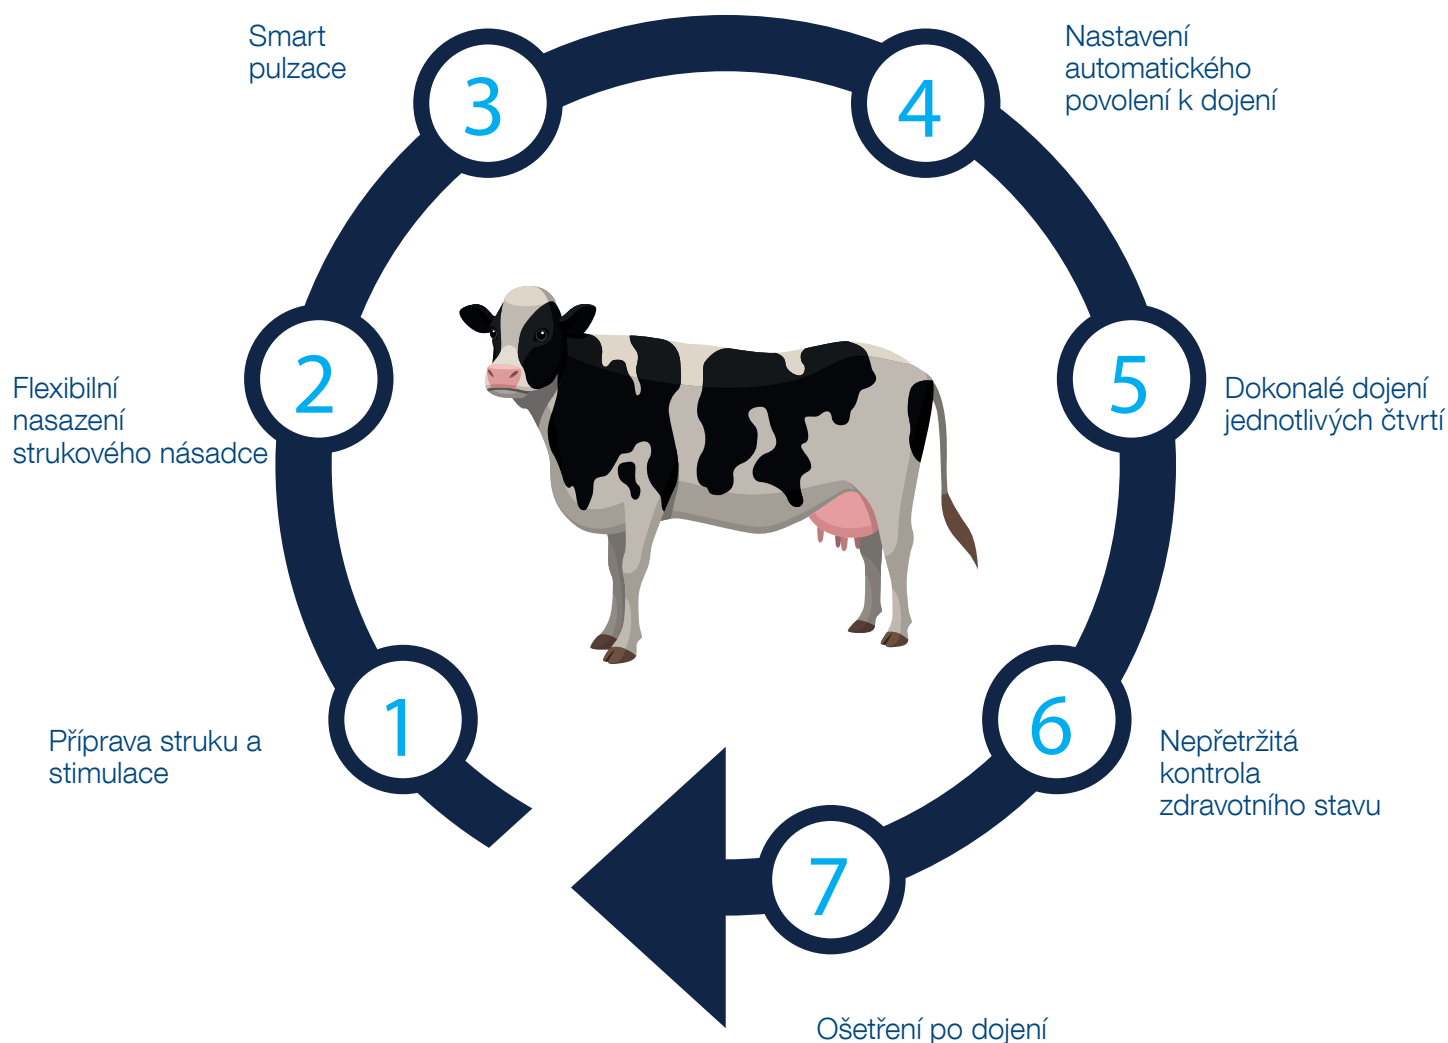 1
Příprava struku a
stimulace
2
Flexibilní
nasazení
strukového násadce
3
Smart
pulzace
4
Nastavení
automatického
povolení k dojení
5
Dokonalé dojení
jednotlivých čtvrtí
6
Nepřetržitá
kontrola
zdravotního stavu
7
Ošetření po dojení